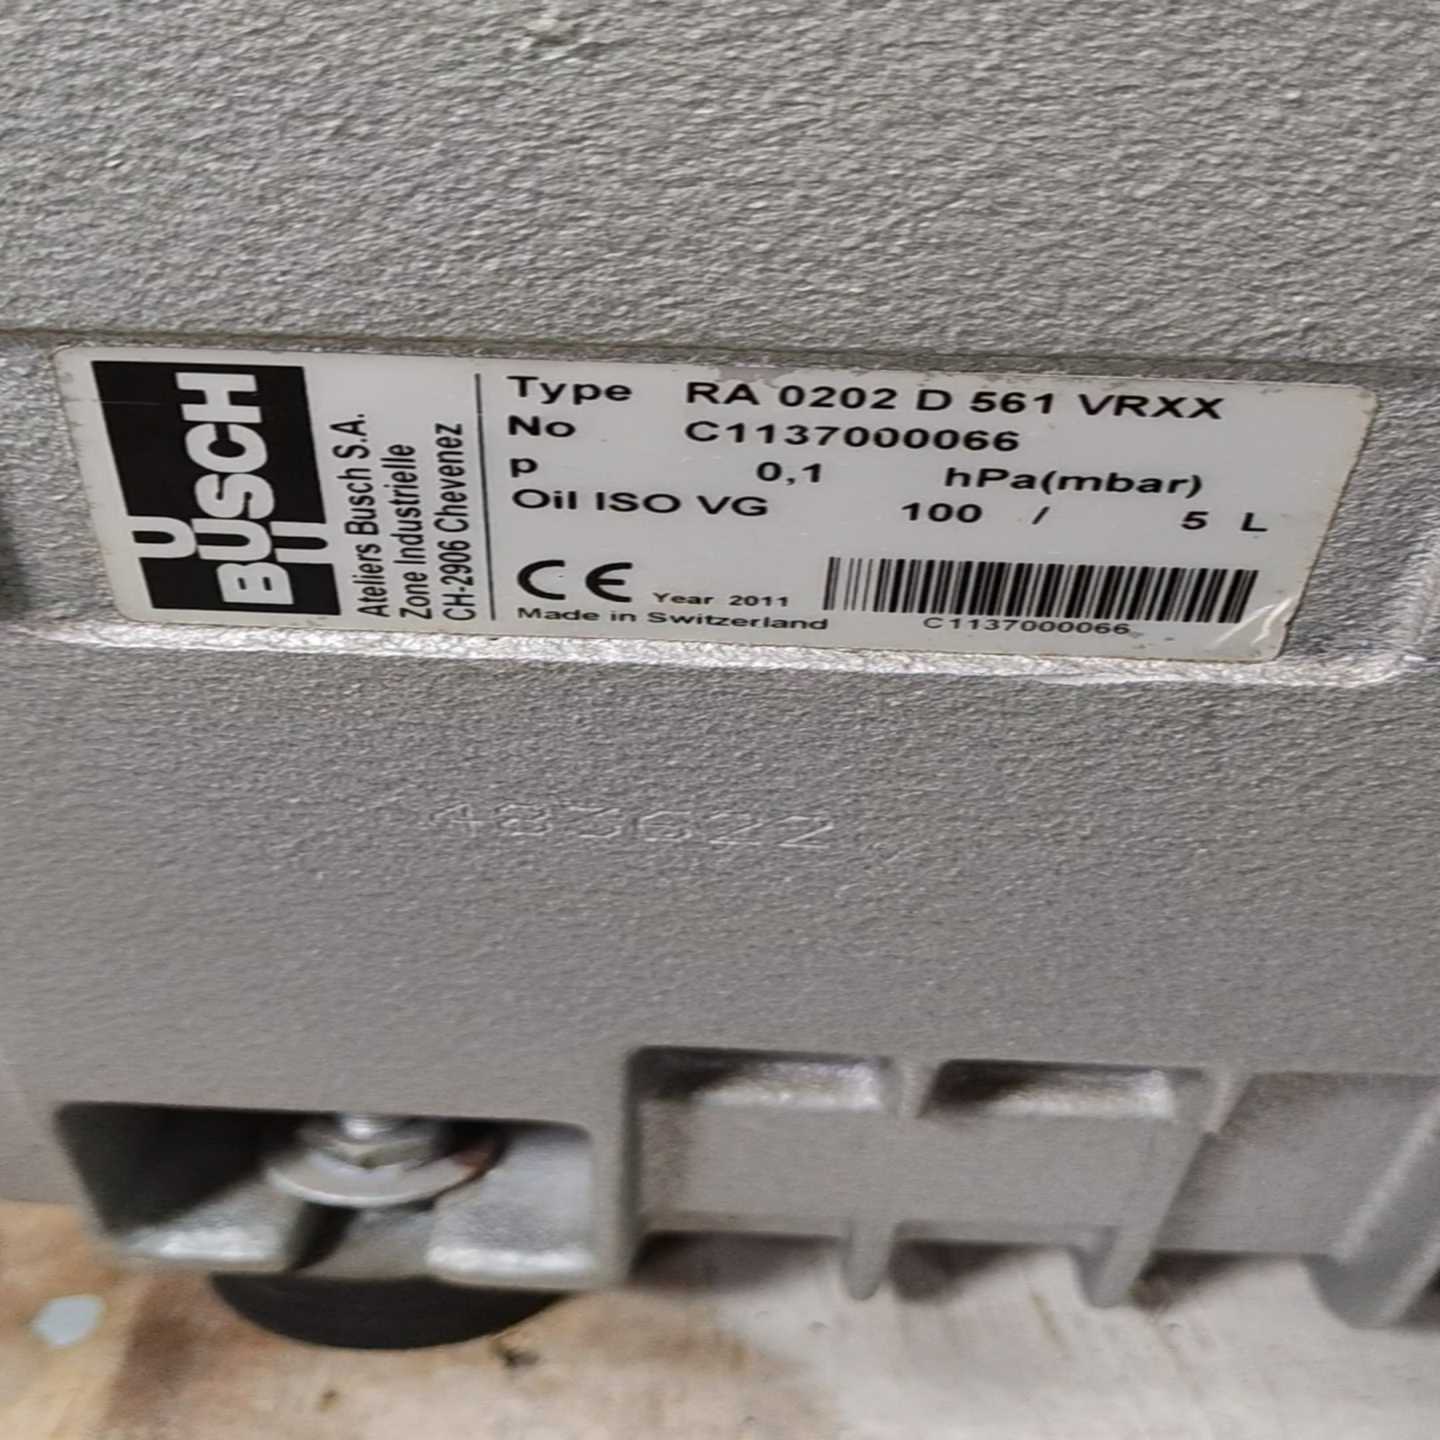 BUSCH
Ateliers Busch S.A.
Zone Industrielle
CH-2906 Chevenez
Type RA 0202 D 561 VRXX
No C1137000066
p 0,1 hPa(mbar)
Oil ISO VG 100 / 5 L
CE Year 2011
Made in Switzerland
C1137000066